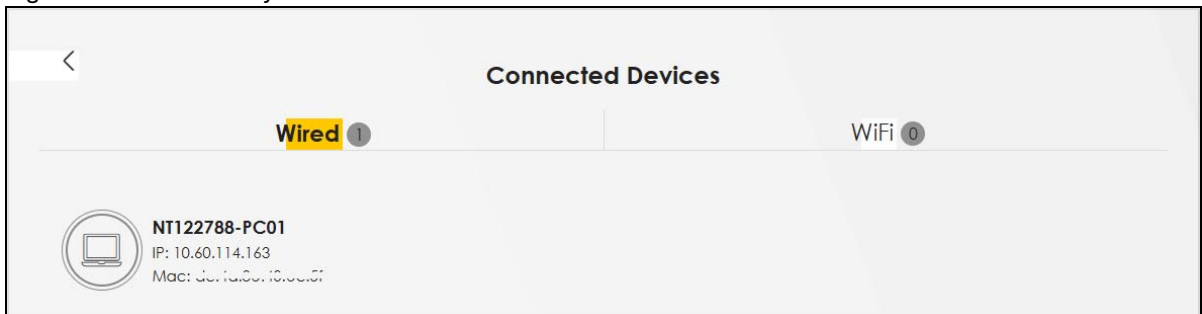 Connected Devices
Wired 1
WiFi 0
NT122788-PC01
IP: 10.60.114.163
Mac: